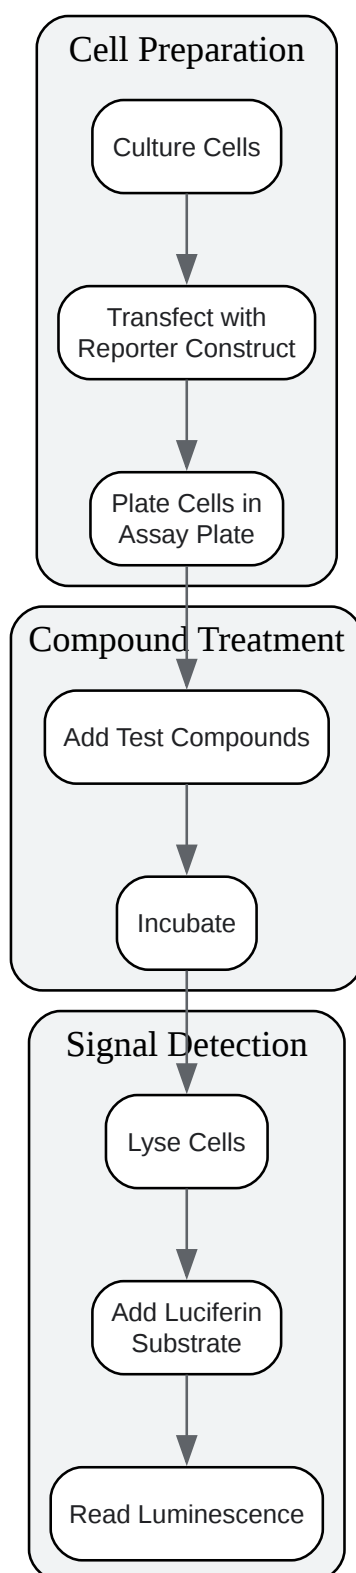 Cell Preparation
Culture Cells
Transfect with
Reporter Construct
Plate Cells in
Assay Plate
Compound Treatment
Add Test Compounds
Incubate
Signal Detection
Lyse Cells
Add Luciferin
Substrate
Read Luminescence